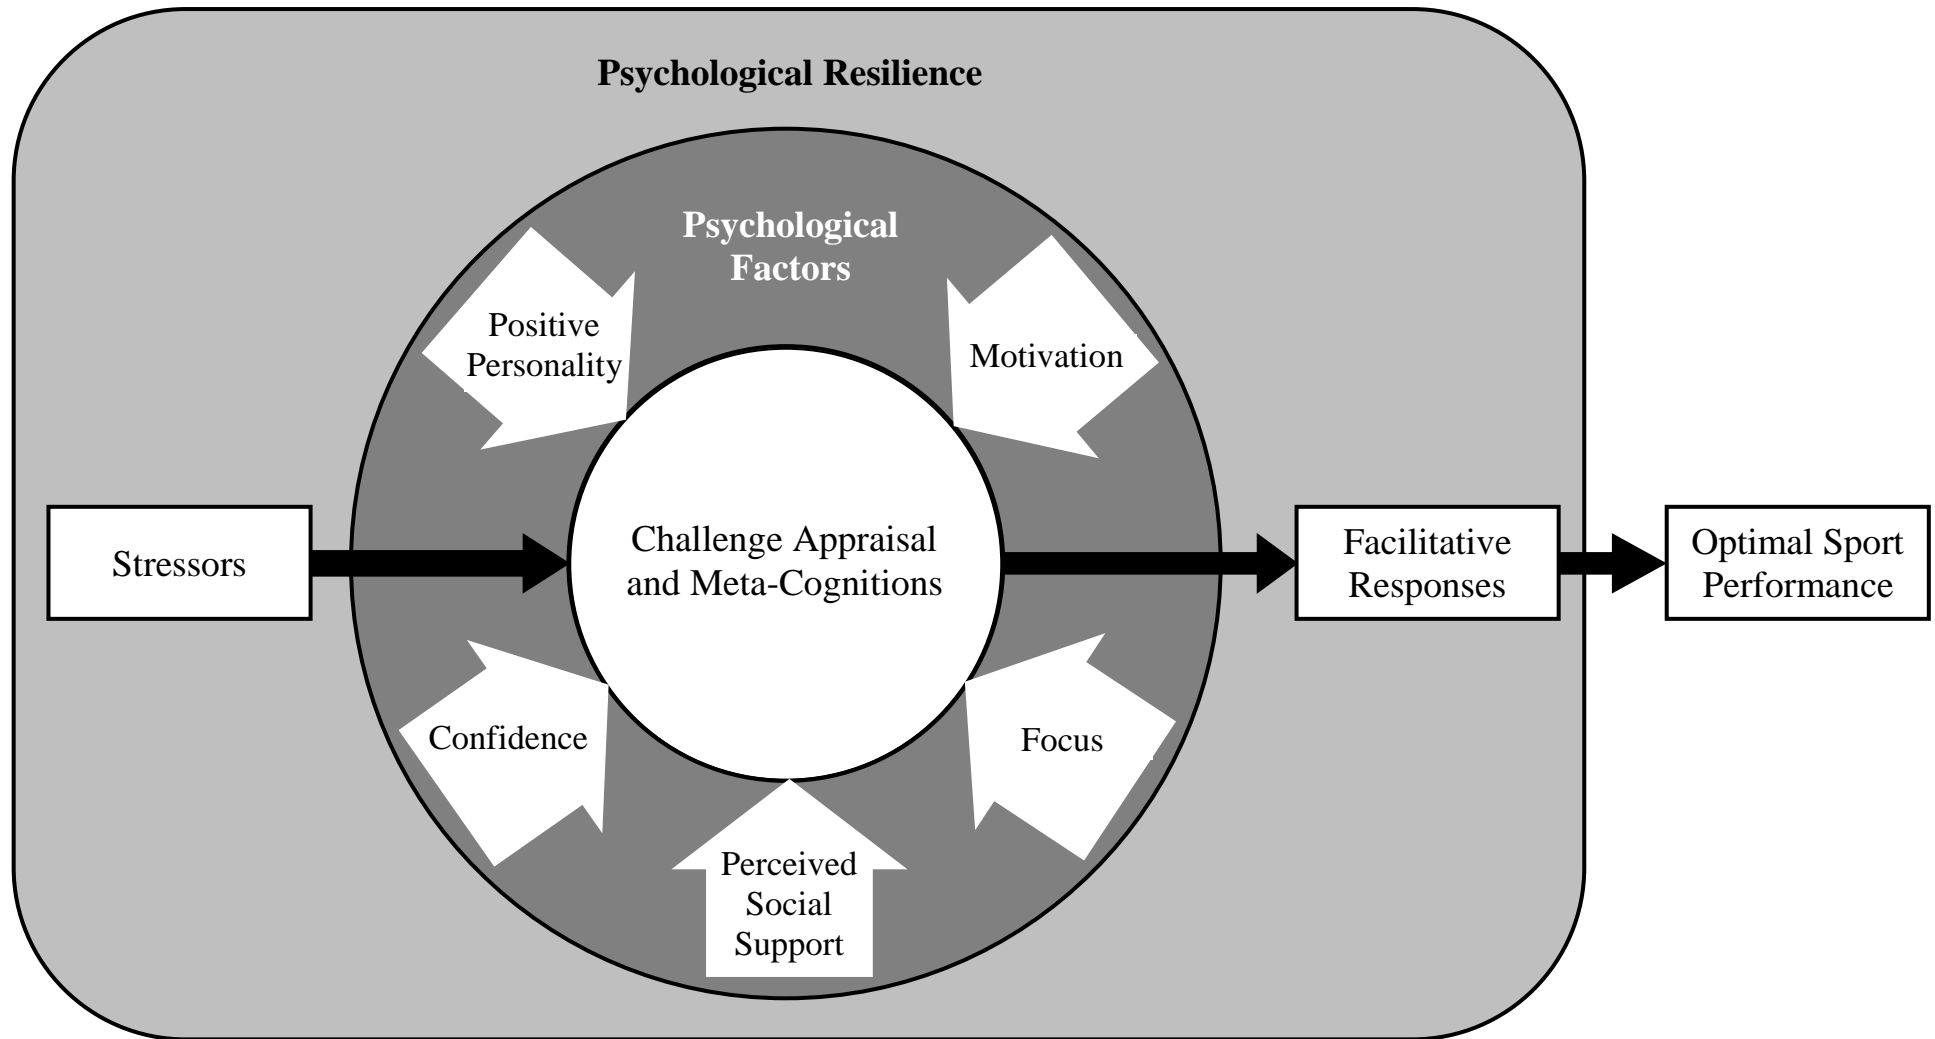 Psychological Resilience
Psychological
Factors
Positive
Personality
Motivation
Stressors
Challenge Appraisal
and Meta-Cognitions
Facilitative
Responses
Optimal Sport
Performance
Confidence
Focus
Perceived
Social
Support